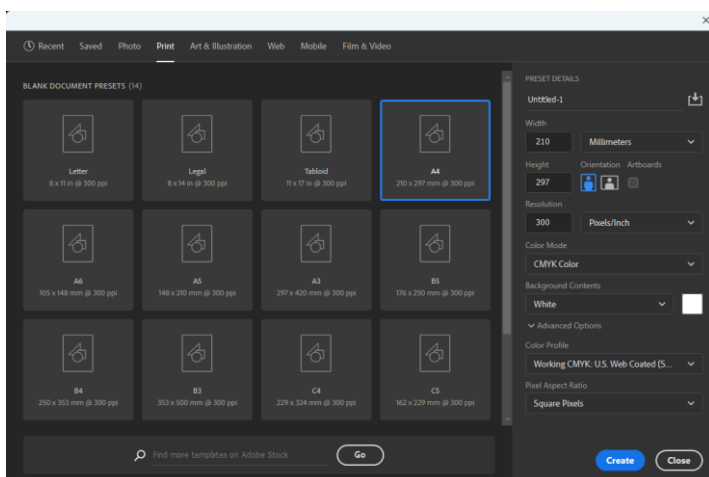 Recent Saved Photo Print Art & Illustration Web Mobile Film & Video
BLANK DOCUMENT PRESETS (14)
Letter
8 x 11 in @ 300 ppi
Legal
8 x 14 in @ 300 ppi
Tabloid
11 x 17 in @ 300 ppi
A4
210 x 297 mm @ 300 ppi
A6
105 x 148 mm @ 300 ppi
A5
148 x 210 mm @ 300 ppi
A3
297 x 420 mm @ 300 ppi
B5
176 x 250 mm @ 300 ppi
B4
250 x 353 mm @ 300 ppi
B3
353 x 500 mm @ 300 ppi
C4
229 x 324 mm @ 300 ppi
C5
162 x 229 mm @ 300 ppi
Find more templates on Adobe Stock
Go
PRESET DETAILS
Untitled-1
Width
210 Millimeters
Height Orientation Artboards
297
Resolution
300 Pixels/Inch
Color Mode
CMYK Color
Background Contents
White
Advanced Options
Color Profile
Working CMYK: U.S. Web Coated (S...
Pixel Aspect Ratio
Square Pixels
Create Close